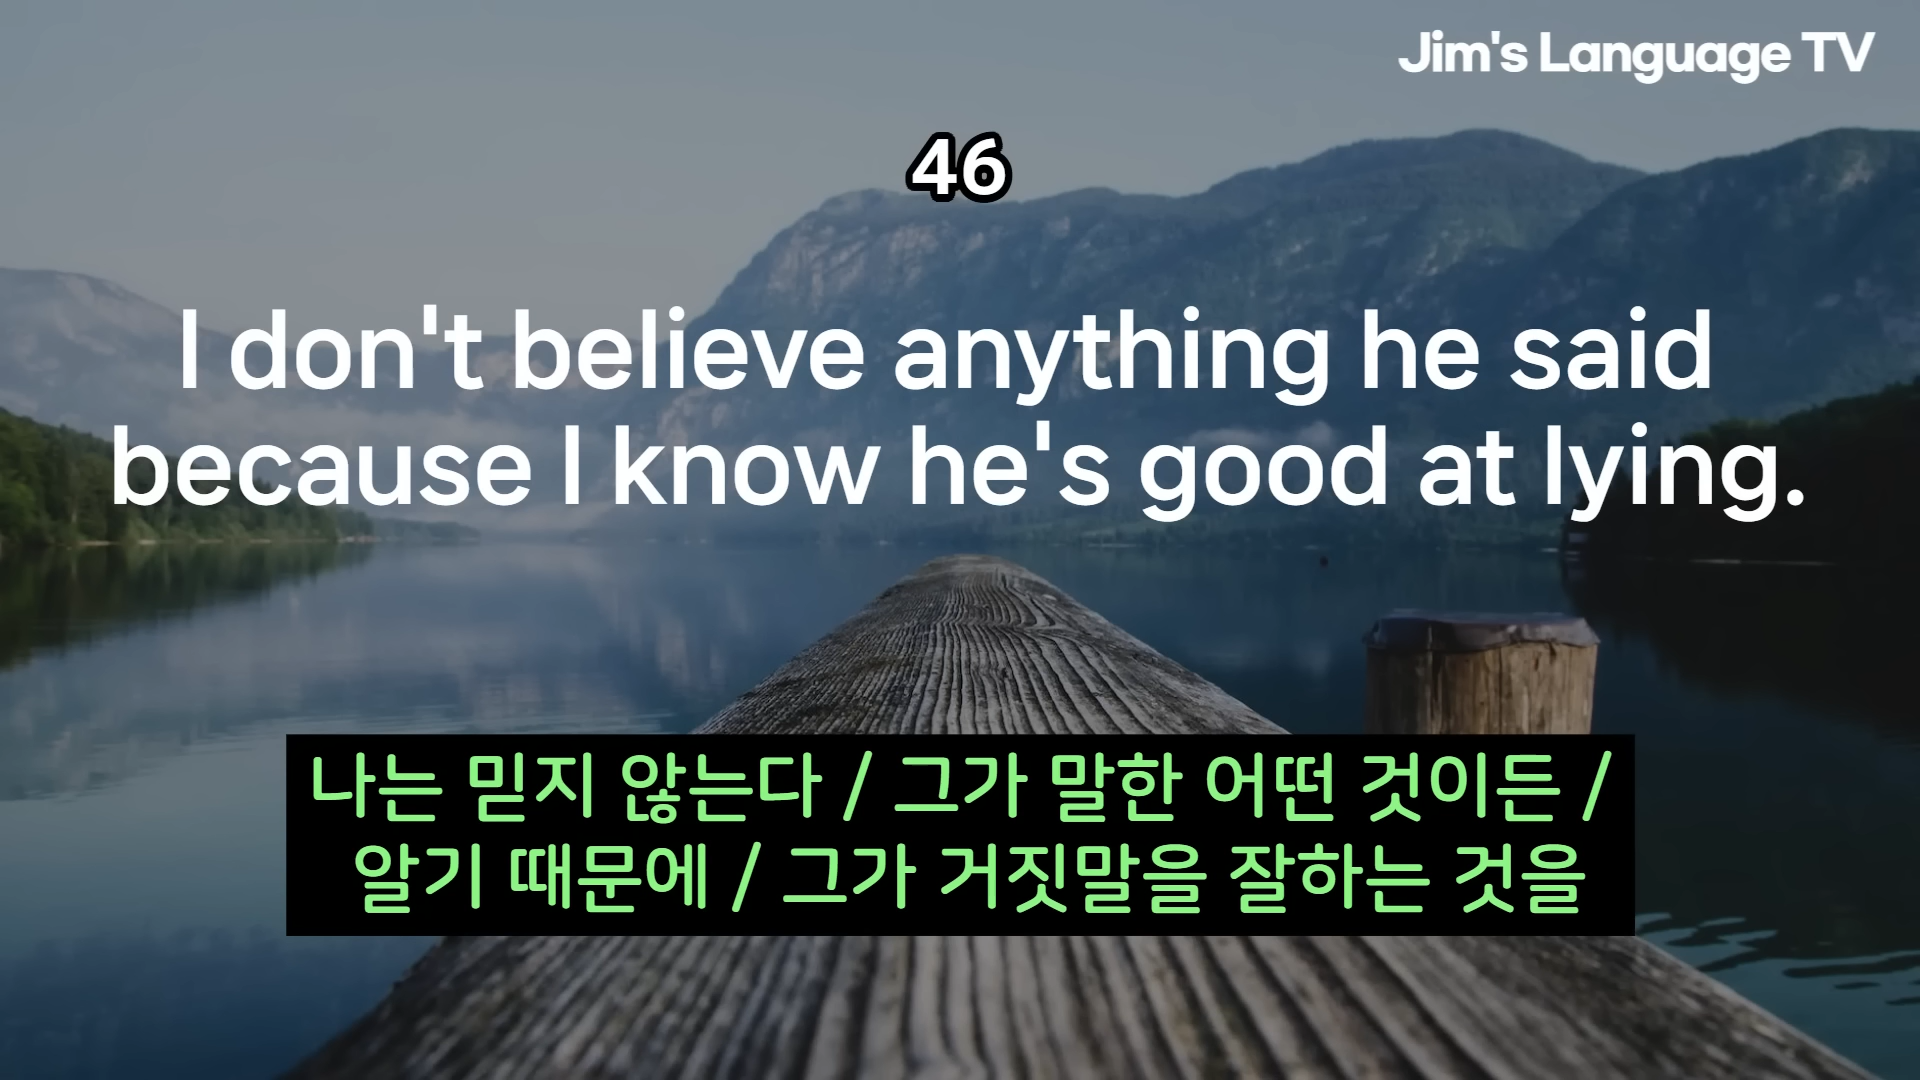 Jim's Language TV
46
I don't believe anything he said
because I know he's good at lying.
나는 믿지 않는다 / 그가 말한 어떤 것이든 /
알기 때문에 / 그가 거짓말을 잘하는 것을